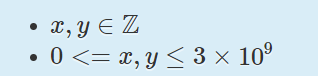 • x, y ∈ ℤ
• 0 <= x, y ≤ 3 × 10⁹